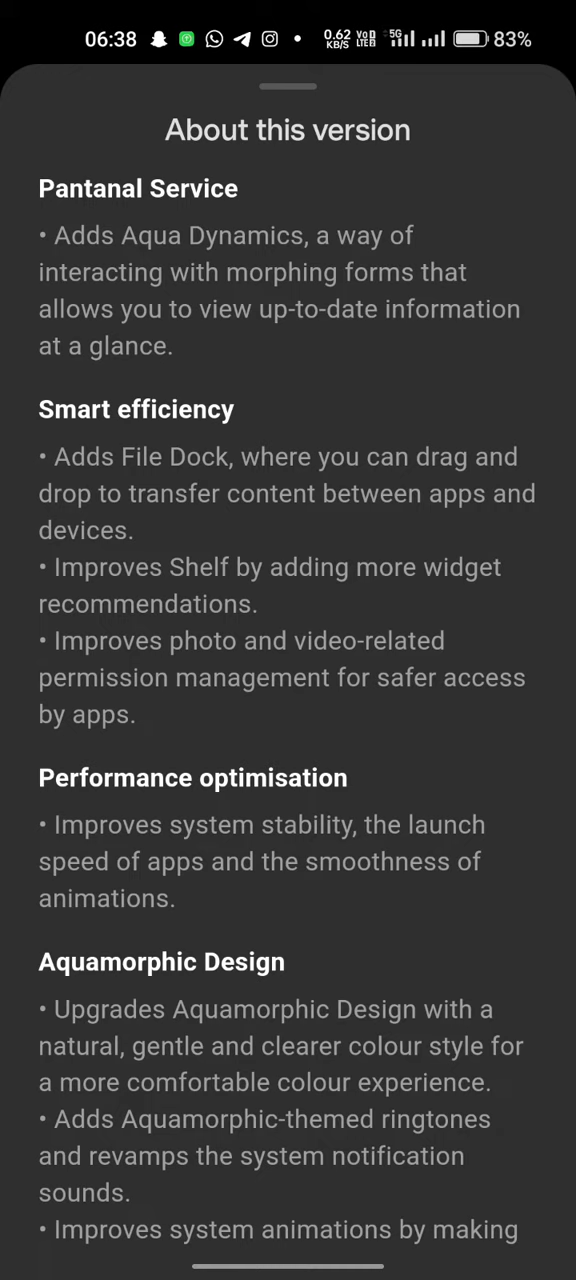 06:38 0.62 KB/S VoD LTE 5G 83%
About this version
Pantanal Service
• Adds Aqua Dynamics, a way of
interacting with morphing forms that
allows you to view up-to-date information
at a glance.
Smart efficiency
• Adds File Dock, where you can drag and
drop to transfer content between apps and
devices.
• Improves Shelf by adding more widget
recommendations.
• Improves photo and video-related
permission management for safer access
by apps.
Performance optimisation
• Improves system stability, the launch
speed of apps and the smoothness of
animations.
Aquamorphic Design
• Upgrades Aquamorphic Design with a
natural, gentle and clearer colour style for
a more comfortable colour experience.
• Adds Aquamorphic-themed ringtones
and revamps the system notification
sounds.
• Improves system animations by making